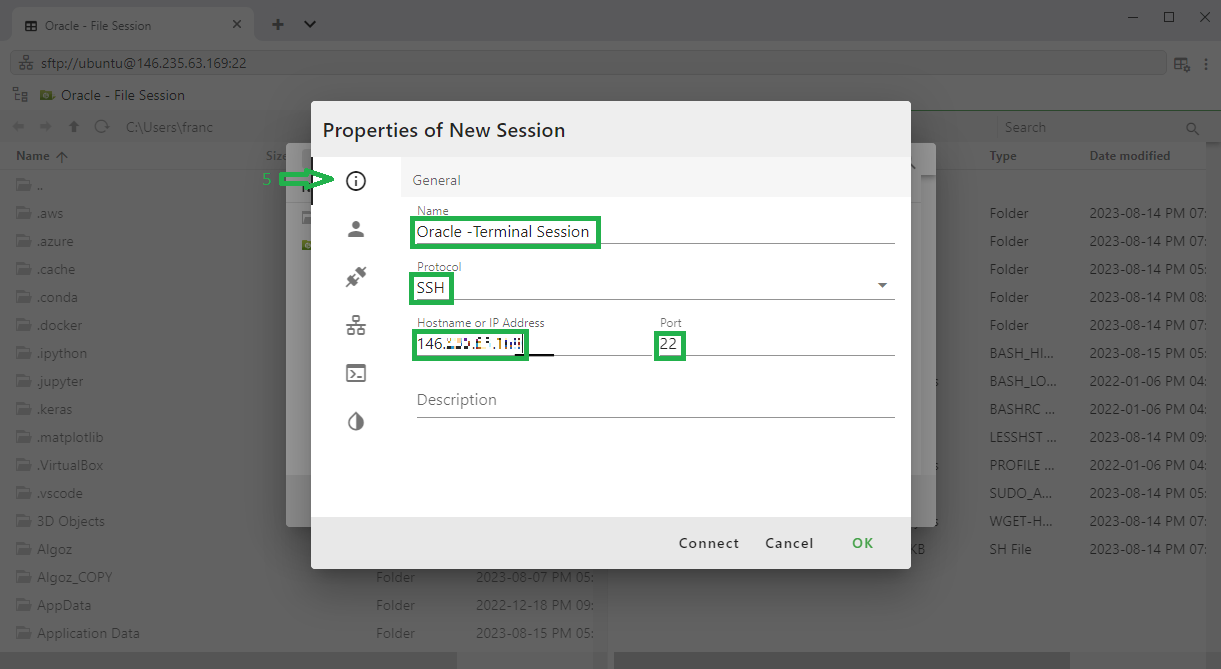 Oracle - File Session
sftp://ubuntu@146.235.63.169:22
Oracle - File Session
C:\Users\franc
Search
Name
Size
Type
Date modified
..
.aws
.azure
.cache
.conda
.docker
.ipython
.jupyter
.keras
.matplotlib
.VirtualBox
.vscode
3D Objects
Algoz
Algoz_COPY Folder 2023-08-07 PM 05:
AppData Folder 2022-12-18 PM 09:
Application Data Folder 2023-08-15 PM 05:
5
Properties of New Session
General
Name
Oracle -Terminal Session
Protocol
SSH
Hostname or IP Address
Port
146.
22
Description
Connect
Cancel
OK
Folder 2023-08-14 PM 07:
Folder 2023-08-14 PM 07:
Folder 2023-08-14 PM 05:
Folder 2023-08-14 PM 08:
Folder 2023-08-14 PM 07:
BASH_HI... 2023-08-15 PM 05:
BASH_LO... 2022-01-06 PM 04:
BASHRC ... 2022-01-06 PM 04:
LESSHST ... 2023-08-14 PM 09:
PROFILE ... 2022-01-06 PM 04:
SUDO_A... 2023-08-14 PM 05:
WGET-H... 2023-08-14 PM 07:
KB SH File 2023-08-14 PM 07: